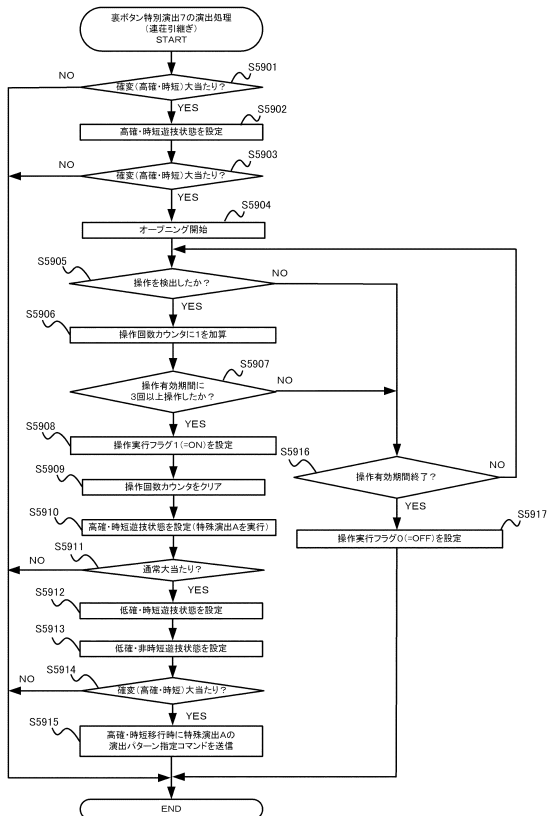 裏ボタン特別演出7の演出処理
(連荘引継ぎ)
START
S5901
NO
確変(高確・時短)大当たり?
YES
S5902
高確・時短遊技状態を設定
S5903
NO
確変(高確・時短)大当たり?
YES
S5904
オープニング開始
S5905
NO
操作を検出したか?
YES
S5906
操作回数カウンタに1を加算
S5907
操作有効期間に
3回以上操作したか?
NO
YES
S5908
操作実行フラグ1(=ON)を設定
S5909
操作回数カウンタをクリア
S5910
高確・時短遊技状態を設定(特殊演出Aを実行)
S5911
NO
通常大当たり?
YES
S5912
低確・時短遊技状態を設定
S5913
低確・非時短遊技状態を設定
S5914
NO
確変(高確・時短)大当たり?
YES
S5915
高確・時短移行時に特殊演出Aの
演出パターン指定コマンドを送信
S5916
NO
操作有効期間終了?
YES
S5917
操作実行フラグ0(=OFF)を設定
END